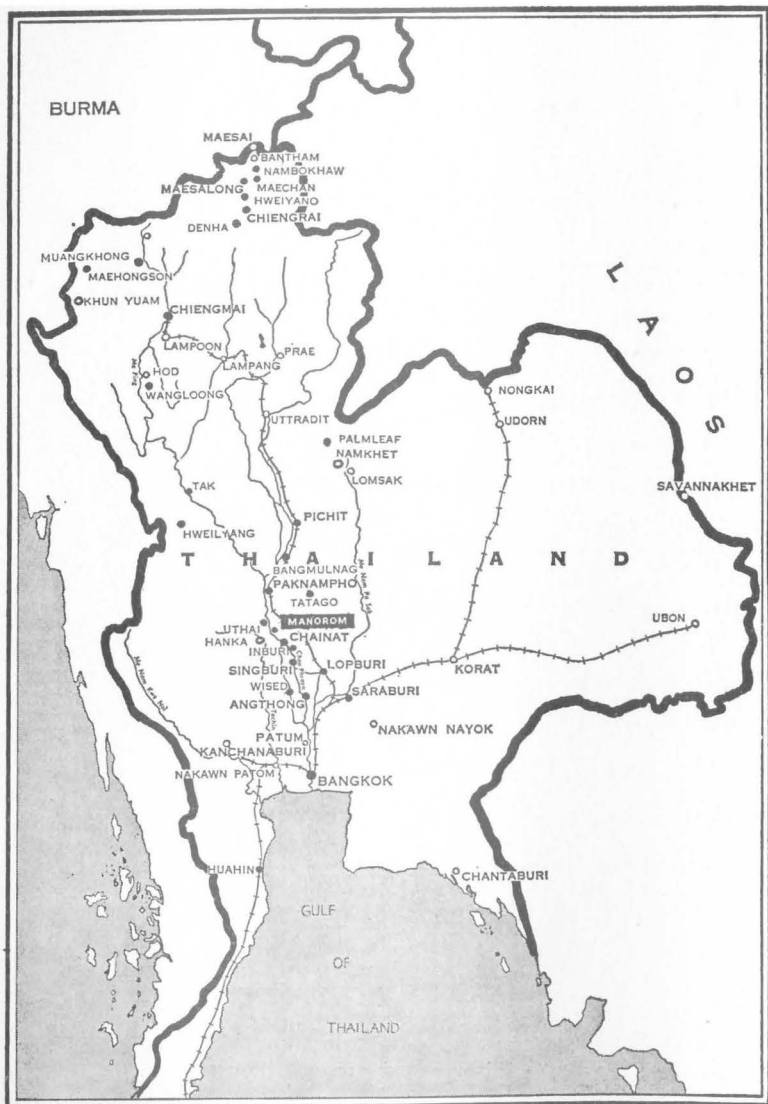 BURMA
MAESAI
BANTHAM
NAMBOKHAW
MAESALONG
MAECHAN
HWEIYANO
CHIENGRAI
DENHA
MUANGKHONG
MAEHONGSON
KHUN YUAM
CHIENGMAI
LAMPOON
LAMPANG
PRAE
Me Ping
HOD
WANGLOONG
LAOS
NONGKAI
UTTRADIT
UDORN
PALMLEAF
NAMKHET
LOMSAK
SAVANNAKHET
TAK
PICHIT
HWEILYANG
THAILAND
BANGMULNAG
PAKNAMPHO
TATAGO
MANOROM
UTHAI
CHAINAT
HANKA
INBURI
UBON
SINGBURI
LOPBURI
KORAT
WISED
SARABURI
ANGTHONG
NAKAWN NAYOK
PATUM
KANCHANABURI
NAKAWN PATOM
BANGKOK
HUAHIN
CHANTABURI
GULF
OF
THAILAND